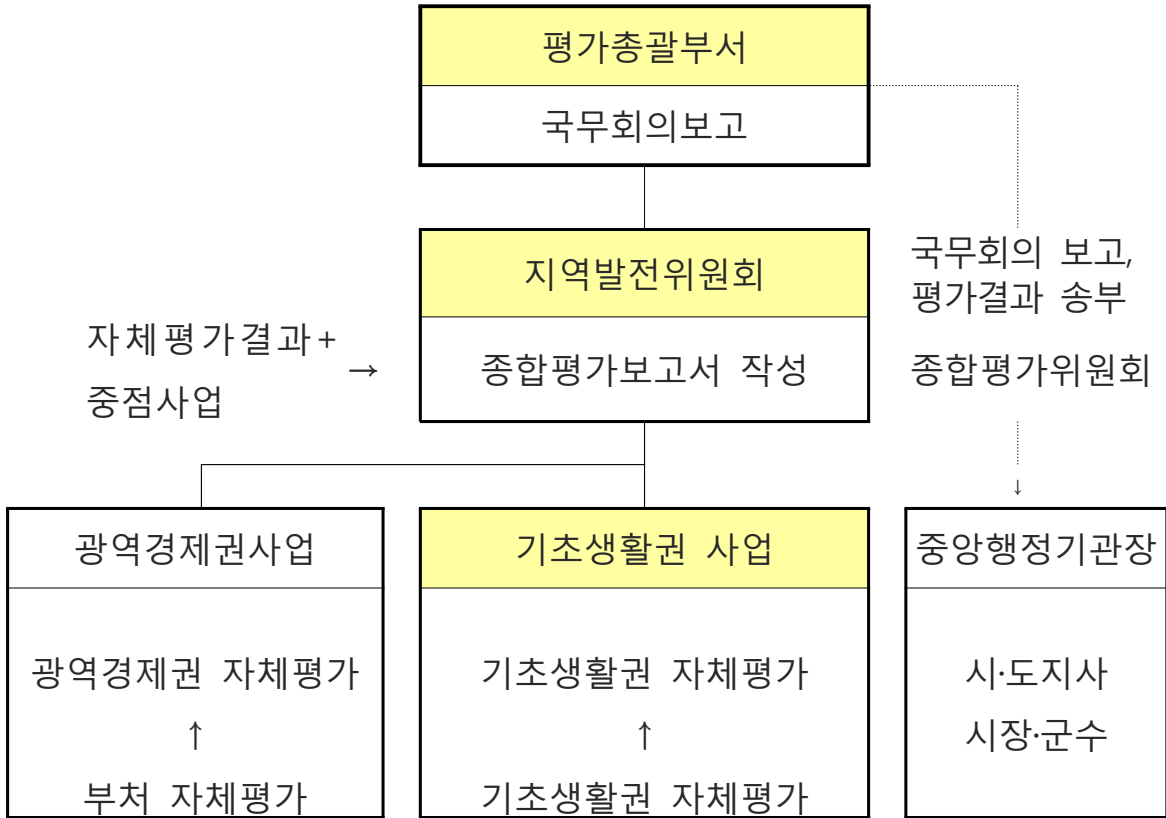 평가총괄부서
국무회의보고
지역발전위원회
종합평가보고서 작성
자체평가결과+
중점사업
→
국무회의 보고,
평가결과 송부
종합평가위원회
↓
광역경제권사업
광역경제권 자체평가
↑
부처 자체평가
기초생활권 사업
기초생활권 자체평가
↑
기초생활권 자체평가
중앙행정기관장
시·도지사
시장·군수